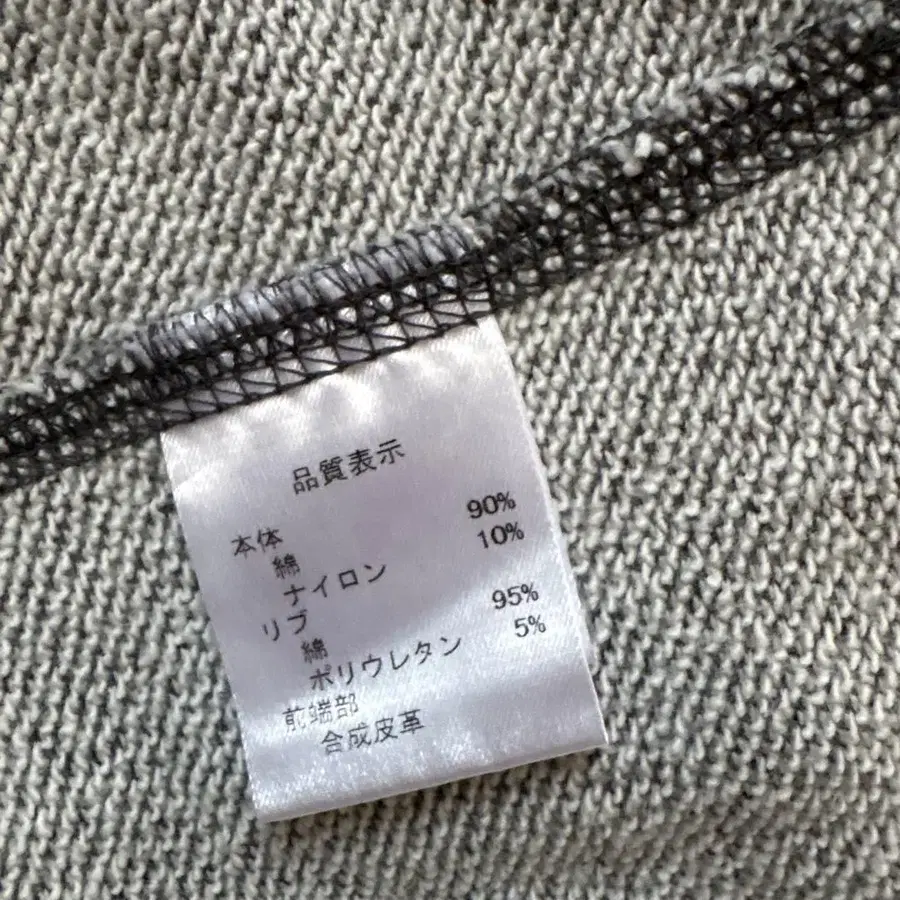 品質表示
本体
綿 90%
ナイロン 10%
リブ
綿 95%
ポリウレタン 5%
前端部
合成皮革